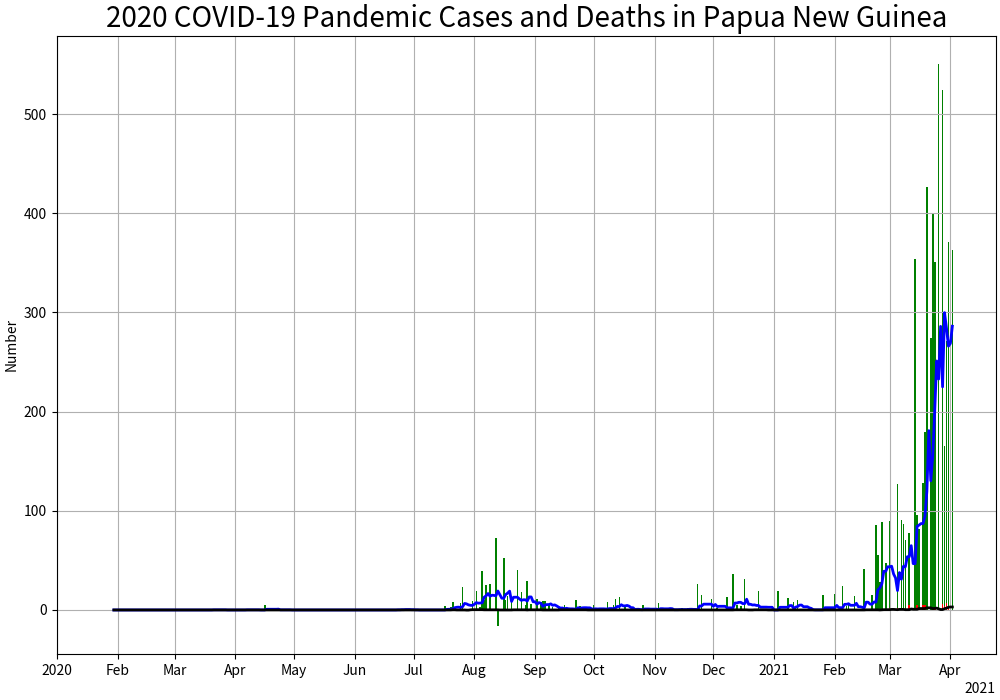 2020 COVID-19 Pandemic Cases and Deaths in Papua New Guinea
500
400
300
200
100
0
Number
2020 Feb Mar Apr May Jun Jul Aug Sep Oct Nov Dec 2021 Feb Mar Apr
2021